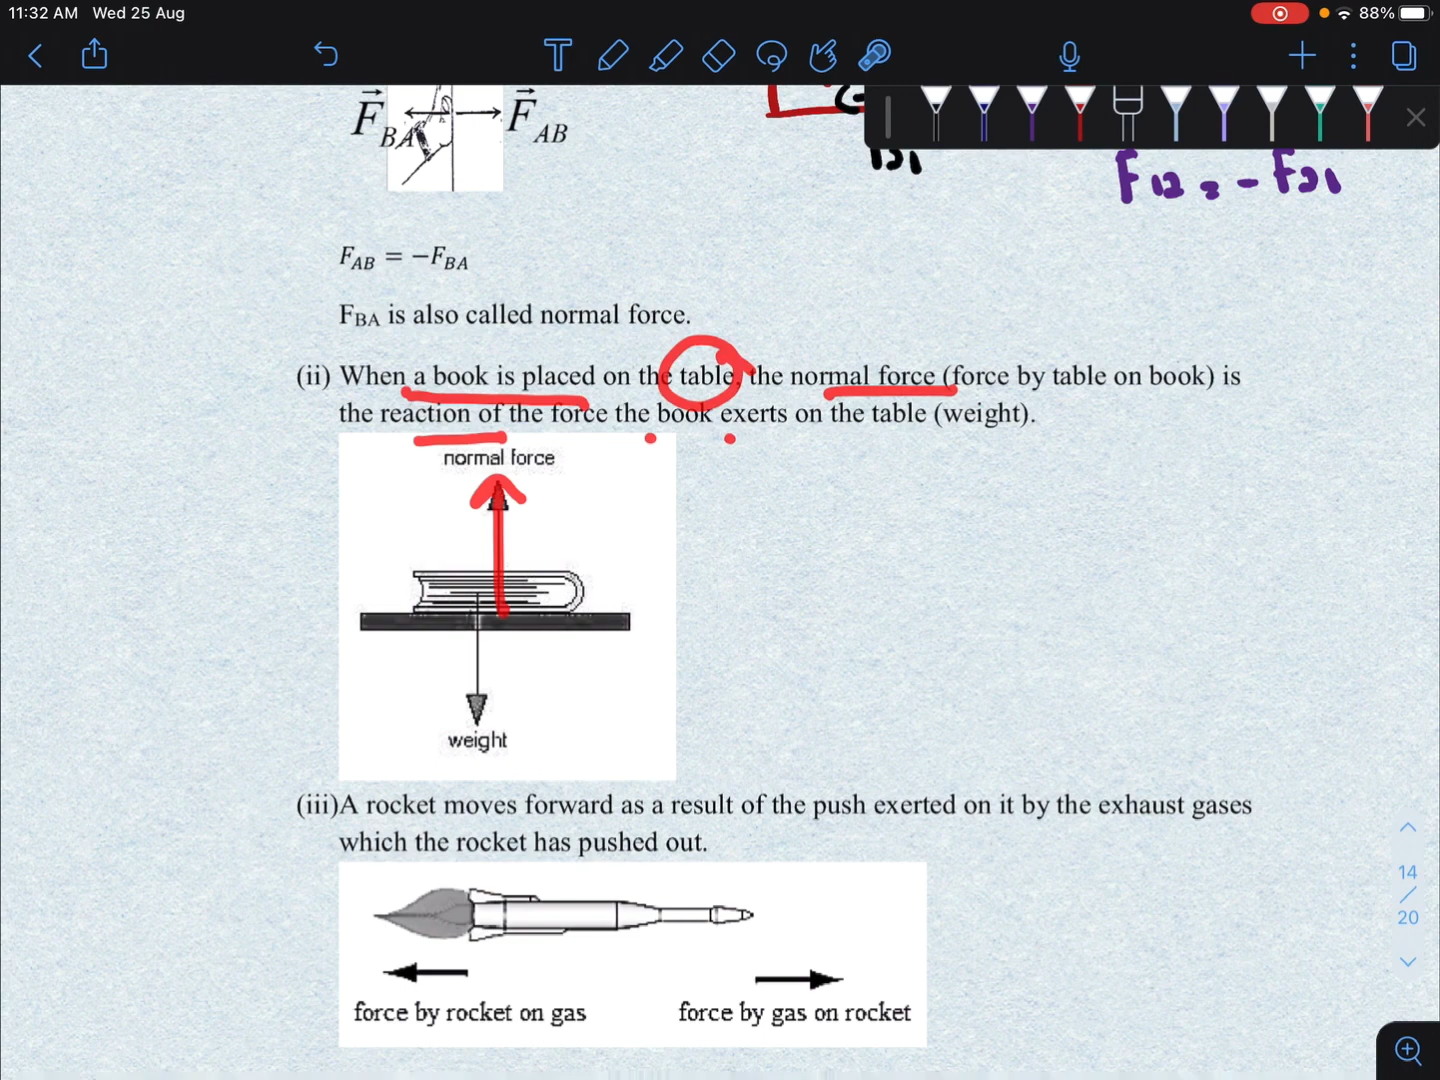 11:32 AM Wed 25 Aug
88%
F BA
F AB
F12 = - F21
F AB = −F BA
F BA is also called normal force.
(ii) When a book is placed on the table, the normal force (force by table on book) is
the reaction of the force the book exerts on the table (weight).
normal force
weight
(iii) A rocket moves forward as a result of the push exerted on it by the exhaust gases
which the rocket has pushed out.
force by rocket on gas
force by gas on rocket
14
/
20